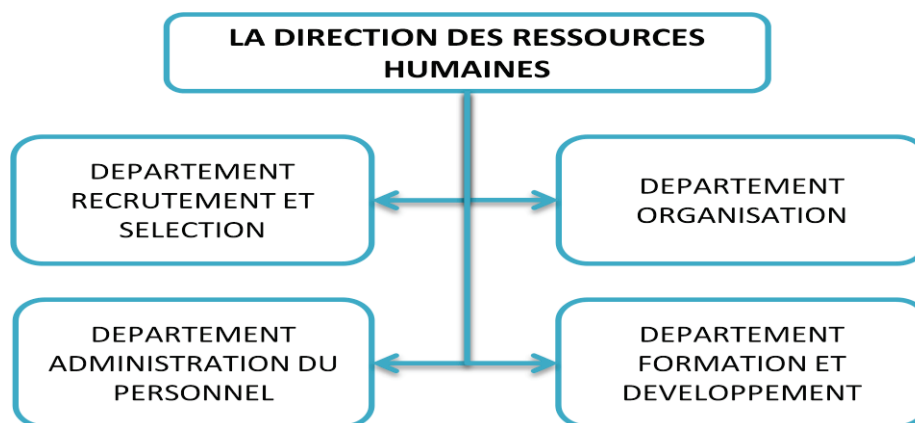 LA DIRECTION DES RESSOURCES
HUMAINES
DEPARTEMENT
RECRUTEMENT ET
SELECTION
DEPARTEMENT
ORGANISATION
DEPARTEMENT
ADMINISTRATION DU
PERSONNEL
DEPARTEMENT
FORMATION ET
DEVELOPPEMENT